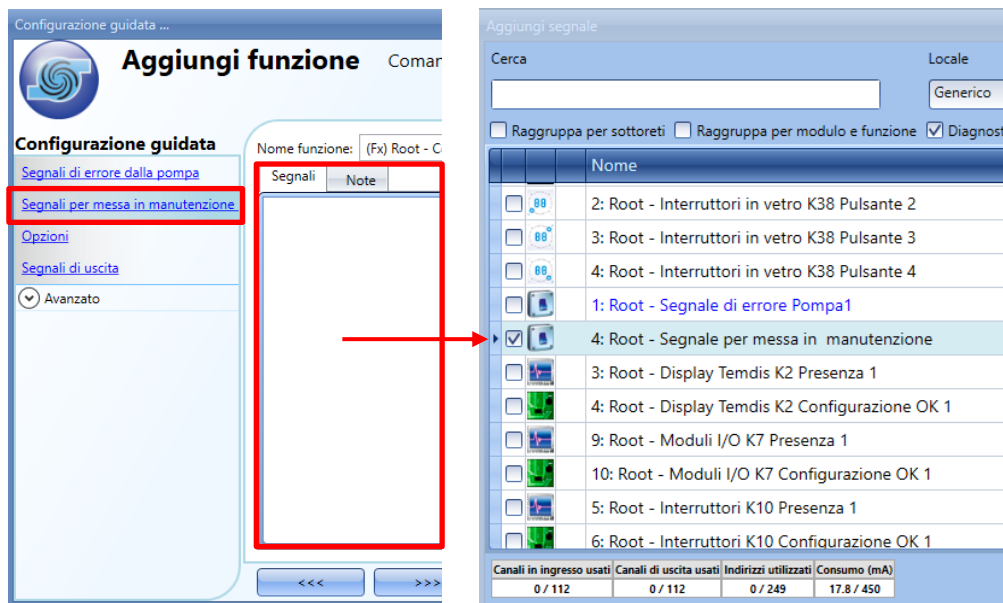 Configurazione guidata ...
Aggiungi funzione Comar
Configurazione guidata
Segnali di errore dalla pompa
Segnali per messa in manutenzione
Opzioni
Segnali di uscita
Avanzato
Nome funzione: (Fx) Root - C
Segnali Note
<<< >>>
Aggiungi segnale
Cerca Locale
Generico
Raggruppa per sottoreti Raggruppa per modulo e funzione Diagnost
Nome
2: Root - Interruttori in vetro K38 Pulsante 2
3: Root - Interruttori in vetro K38 Pulsante 3
4: Root - Interruttori in vetro K38 Pulsante 4
1: Root - Segnale di errore Pompa1
4: Root - Segnale per messa in manutenzione
3: Root - Display Temdis K2 Presenza 1
4: Root - Display Temdis K2 Configurazione OK 1
9: Root - Moduli I/O K7 Presenza 1
10: Root - Moduli I/O K7 Configurazione OK 1
5: Root - Interruttori K10 Presenza 1
6: Root - Interruttori K10 Configurazione OK 1
Canali in ingresso usati Canali di uscita usati Indirizzi utilizzati Consumo (mA)
0 / 112 0 / 112 0 / 249 17.8 / 450